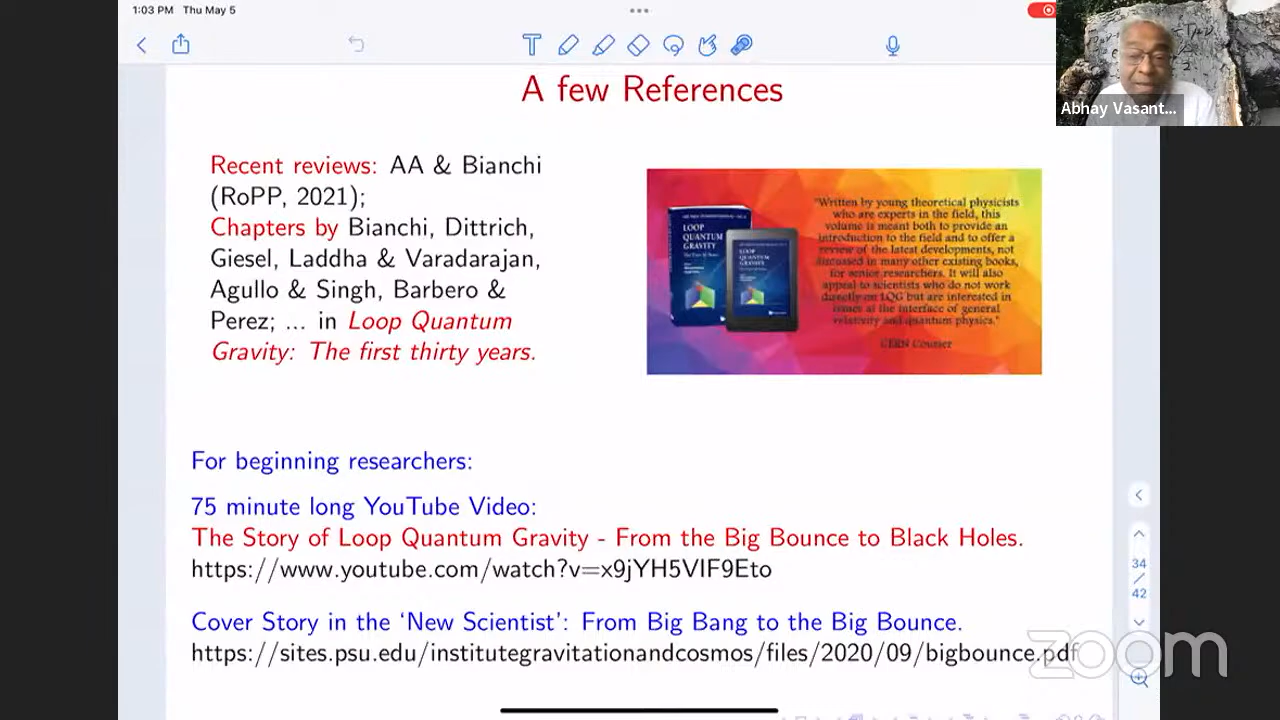 1:03 PM Thu May 5
A few References
Abhay Vasant...
Recent reviews: AA & Bianchi
(RoPP, 2021);
Chapters by Bianchi, Dittrich,
Giesel, Laddha & Varadarajan,
Agullo & Singh, Barbero &
Perez; ... in Loop Quantum
Gravity: The first thirty years.
LOOP
QUANTUM
GRAVITY
LOOP
QUANTUM
GRAVITY
"Written by young theoretical physicists
who are experts in the field, this
volume is meant both to provide an
introduction to the field and to offer a
review of the latest developments, not
discussed in many other existing books,
for senior researchers. It will also
appeal to scientists who do not work
directly on LQG but are interested in
issues at the interface of general
relativity and quantum physics."
CERN Courier
For beginning researchers:
75 minute long YouTube Video:
The Story of Loop Quantum Gravity - From the Big Bounce to Black Holes.
https://www.youtube.com/watch?v=x9jYH5VIF9Eto
Cover Story in the ‘New Scientist’: From Big Bang to the Big Bounce.
https://sites.psu.edu/institutegravitationandcosmos/files/2020/09/bigbounce.pdf
34
/
42
zoom